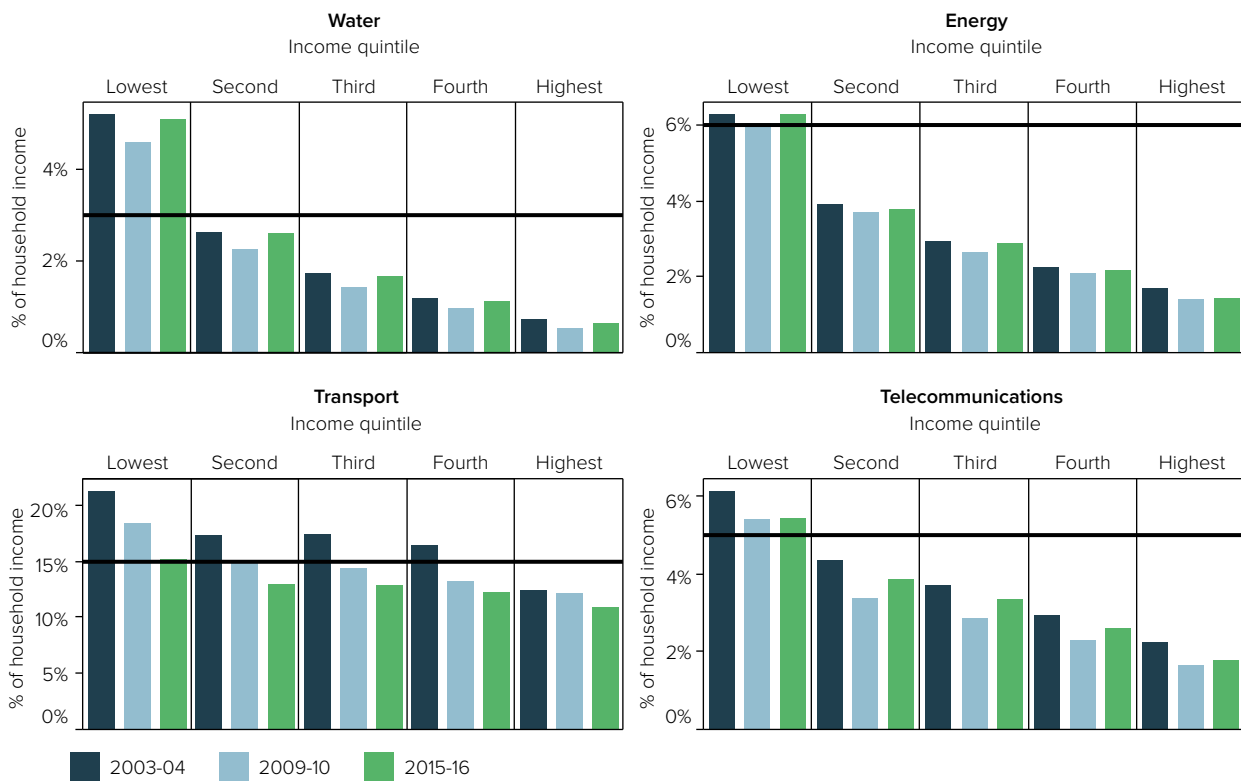 Water
Income quintile
Lowest Second Third Fourth Highest
% of household income
4%
2%
0%
Energy
Income quintile
Lowest Second Third Fourth Highest
% of household income
6%
4%
2%
0%
Transport
Income quintile
Lowest Second Third Fourth Highest
% of household income
20%
15%
10%
5%
0%
Telecommunications
Income quintile
Lowest Second Third Fourth Highest
% of household income
6%
4%
2%
0%
2003-04 2009-10 2015-16